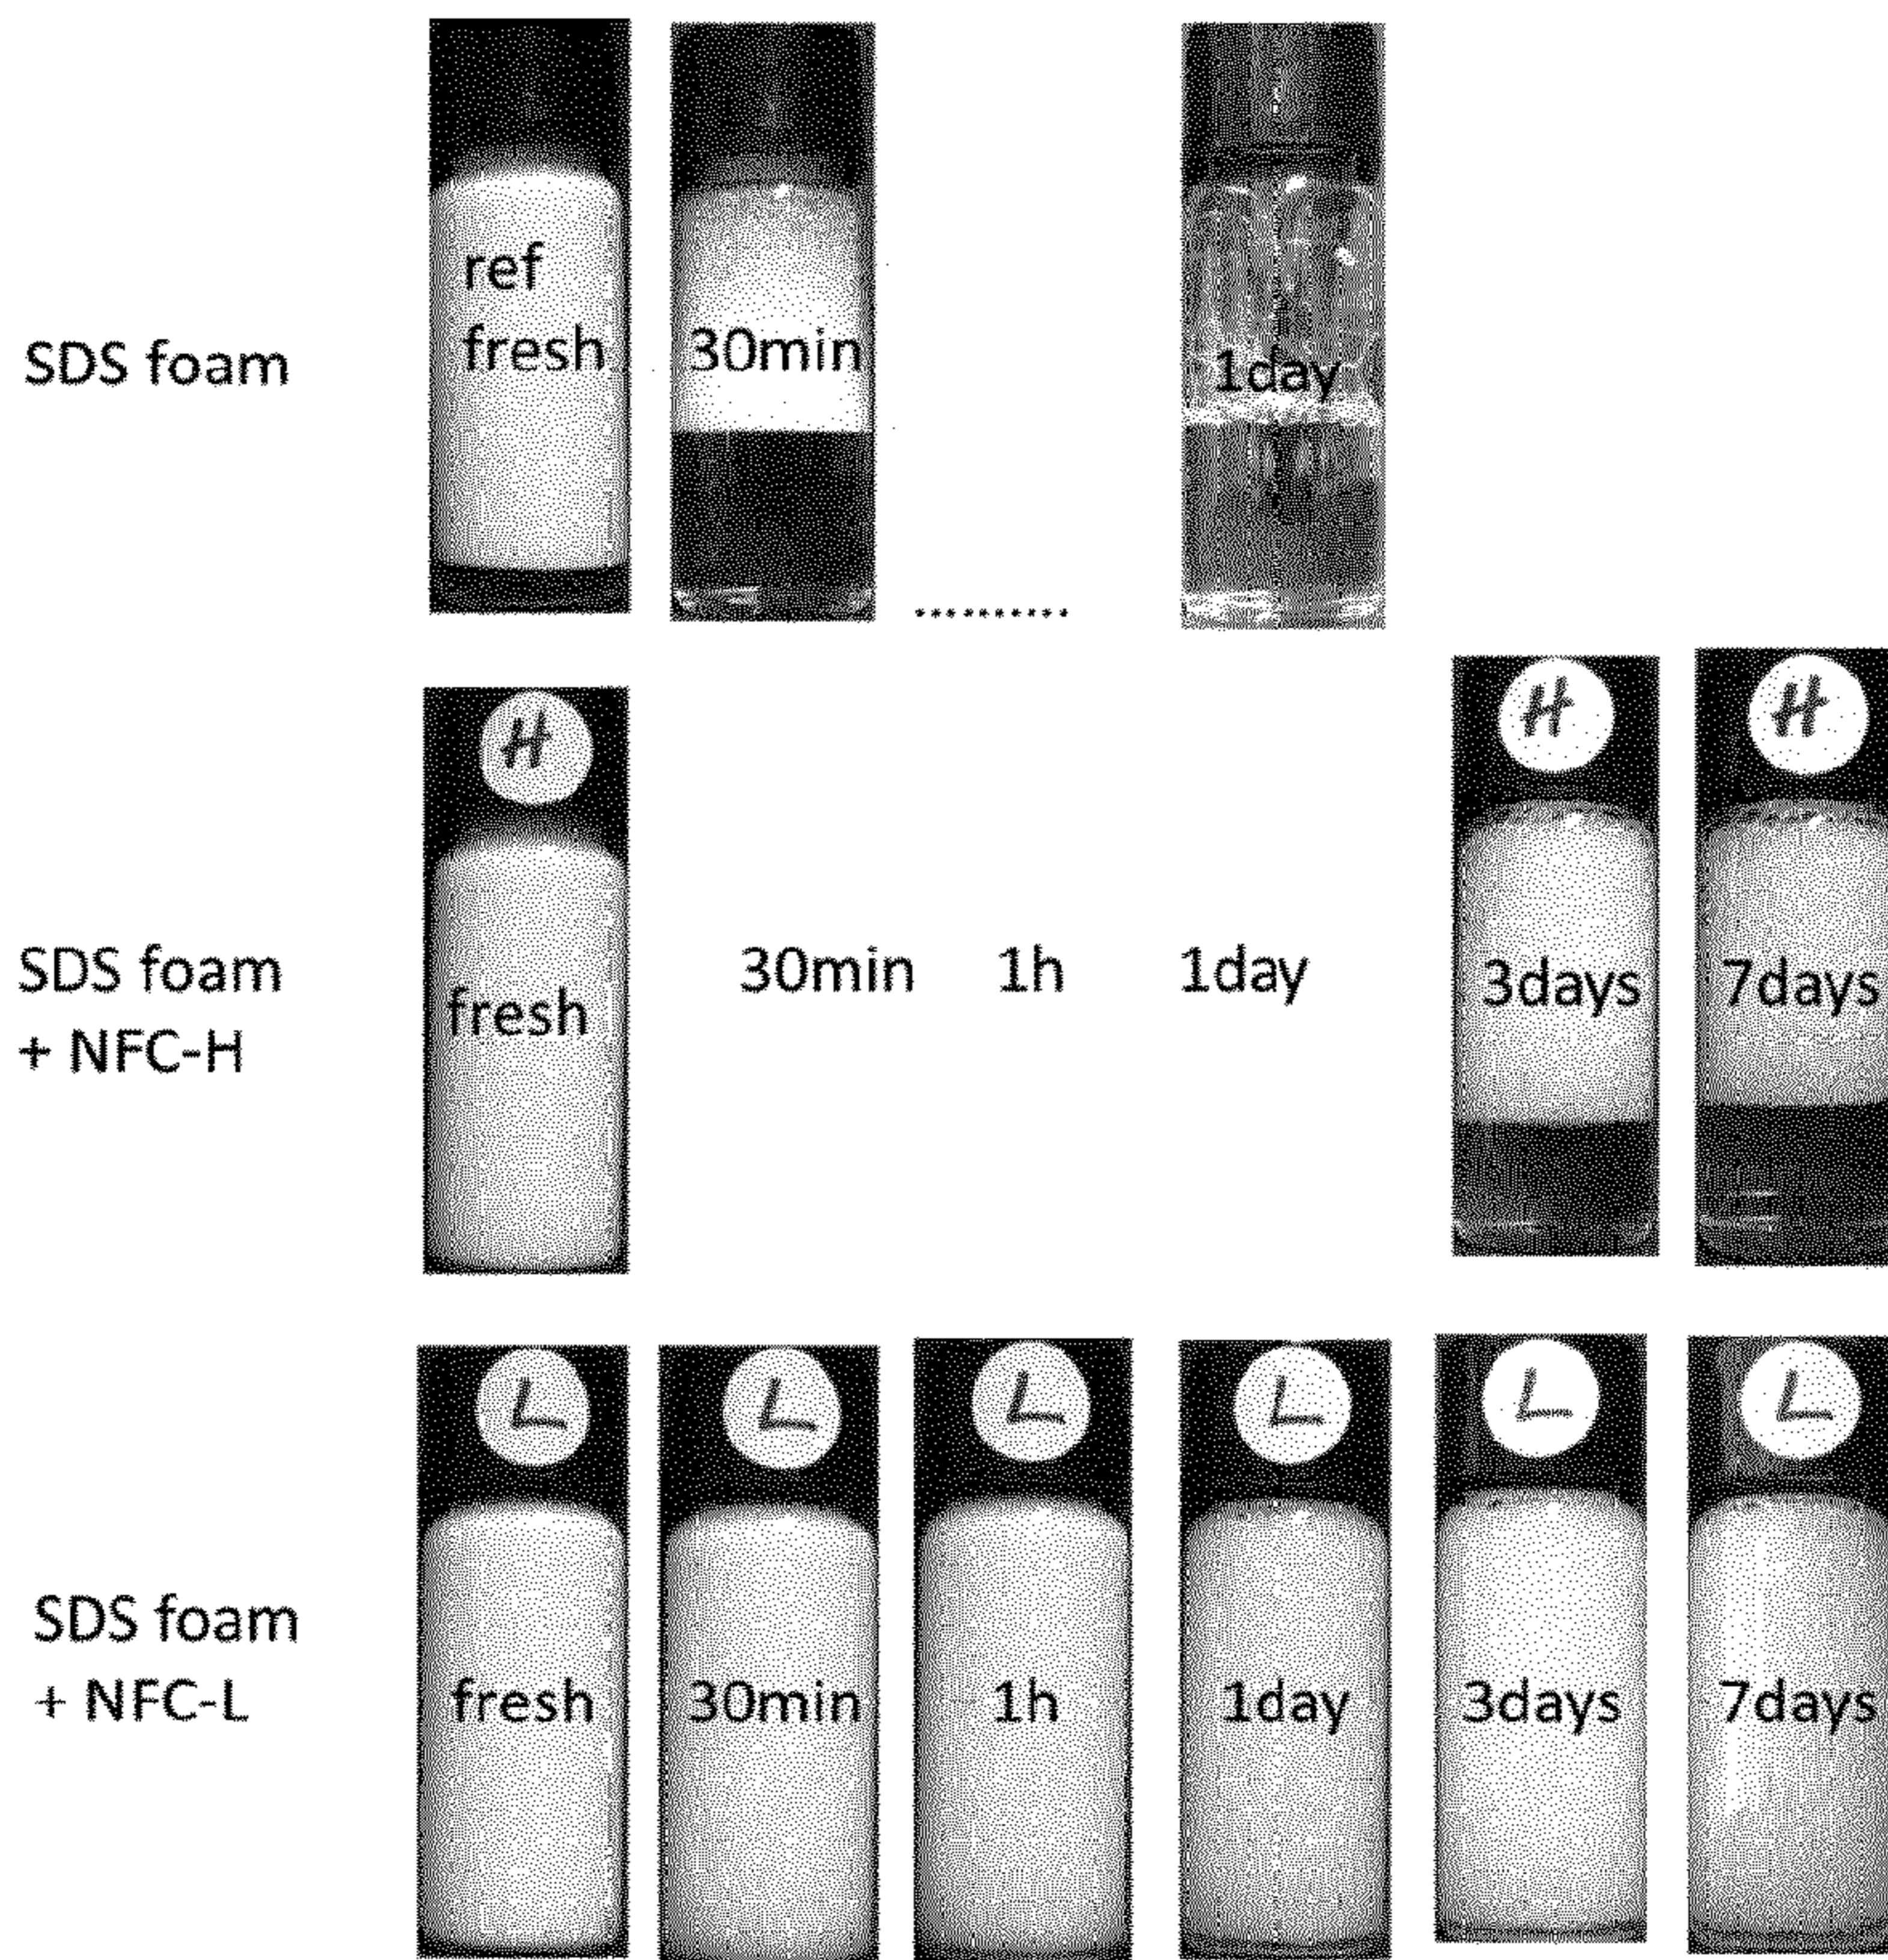 ref
fresh
30min
1day
SDS foam
.........
H
H
H
SDS foam
+ NFC-H
fresh
30min
1h
1day
3days
7days
L
L
L
L
L
L
SDS foam
+ NFC-L
fresh
30min
1h
1day
3days
7days